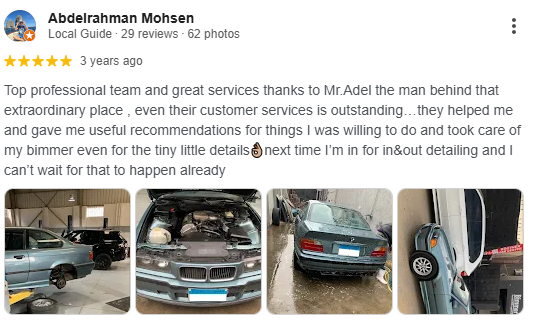 Abdelrahman Mohsen
Local Guide · 29 reviews · 62 photos
3 years ago
Top professional team and great services thanks to Mr.Adel the man behind that
extraordinary place , even their customer services is outstanding…they helped me
and gave me useful recommendations for things I was willing to do and took care of
my bimmer even for the tiny little details👌🏽next time I’m in for in&out detailing and I
can’t wait for that to happen already